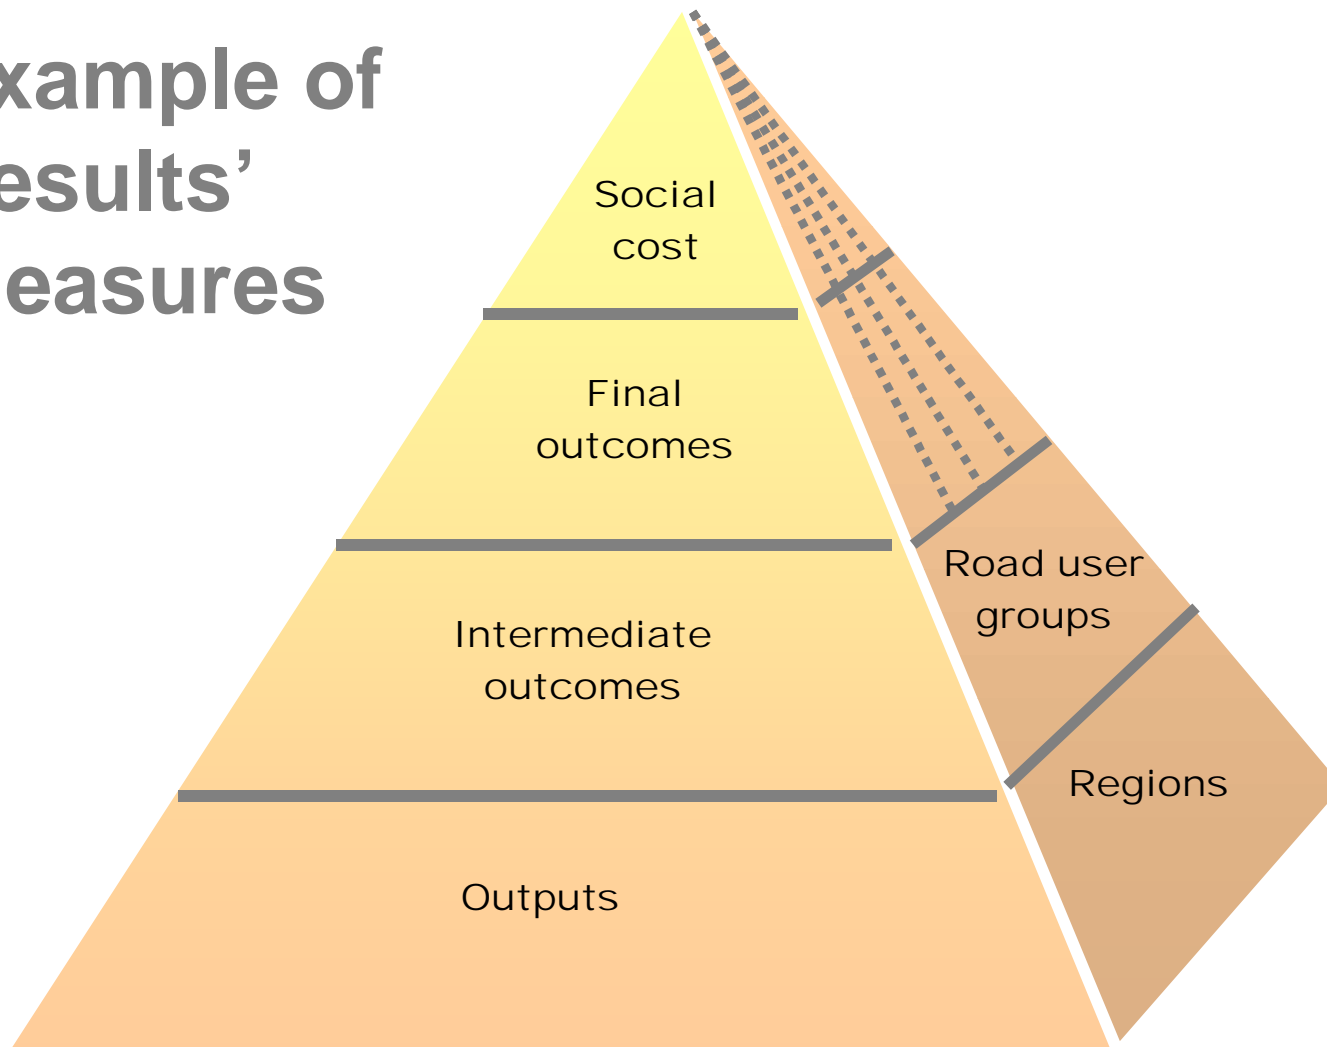 xample of
esults’
easures
Social
cost
Final
outcomes
Intermediate
outcomes
Outputs
Road user
groups
Regions